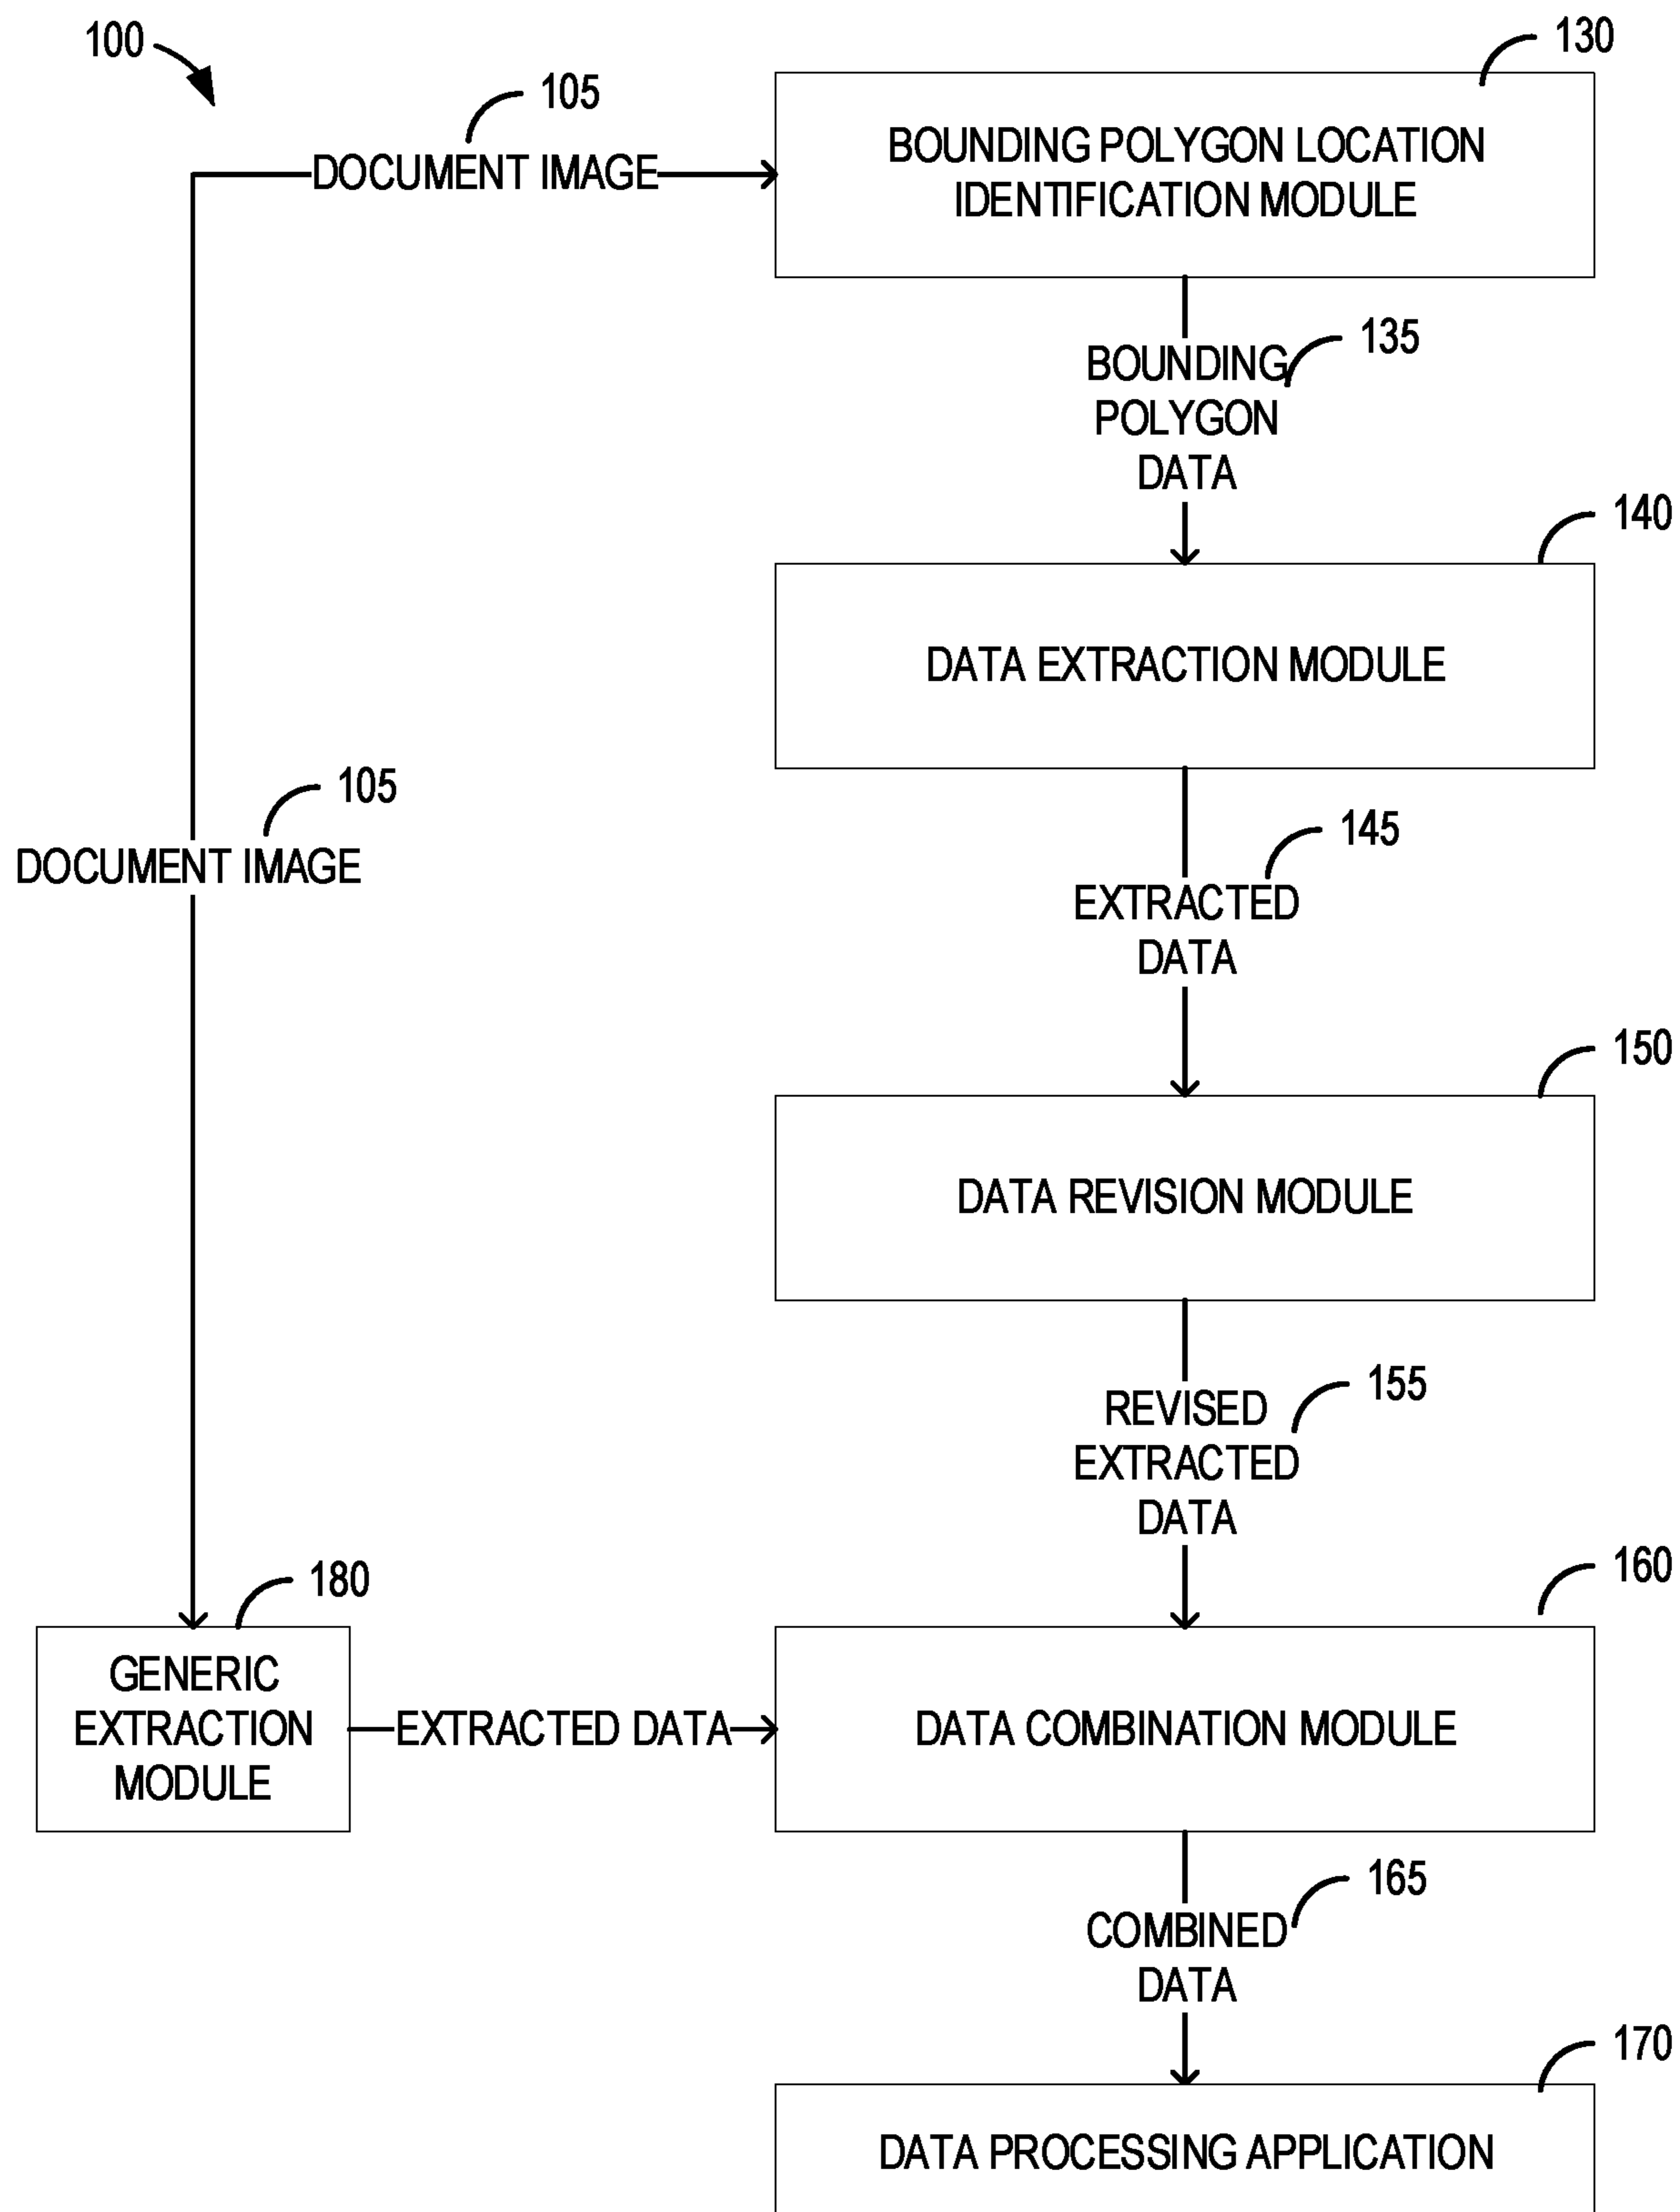 100
130
105
BOUNDING POLYGON LOCATION
IDENTIFICATION MODULE
DOCUMENT IMAGE
135
BOUNDING
POLYGON
DATA
140
DATA EXTRACTION MODULE
105
DOCUMENT IMAGE
145
EXTRACTED
DATA
150
DATA REVISION MODULE
155
REVISED
EXTRACTED
DATA
180
160
GENERIC
EXTRACTION
MODULE
EXTRACTED DATA
DATA COMBINATION MODULE
165
COMBINED
DATA
170
DATA PROCESSING APPLICATION